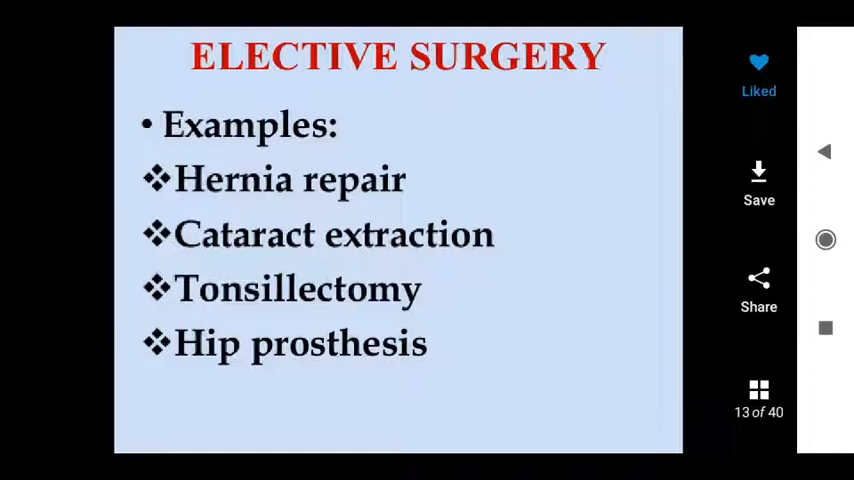 ELECTIVE SURGERY
• Examples:
❖Hernia repair
❖Cataract extraction
❖Tonsillectomy
❖Hip prosthesis
Liked
Save
Share
13 of 40